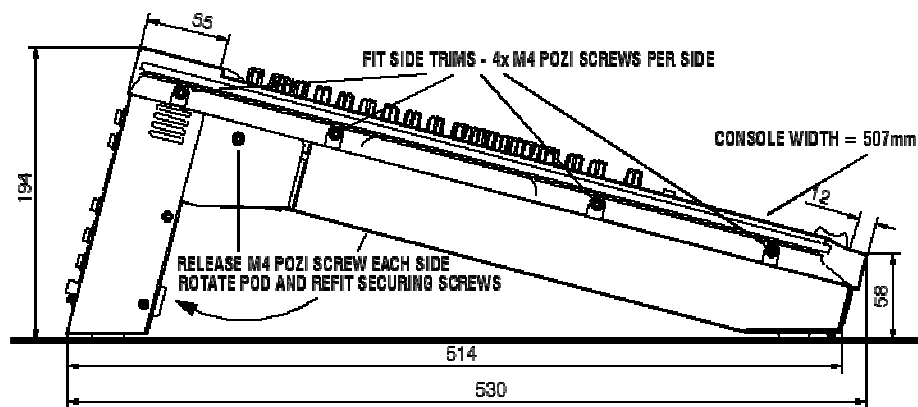 55
FIT SIDE TRIMS - 4x M4 POZI SCREWS PER SIDE
CONSOLE WIDTH = 507mm
194
12
RELEASE M4 POZI SCREW EACH SIDE
ROTATE POD AND REFIT SECURING SCREWS
58
514
530